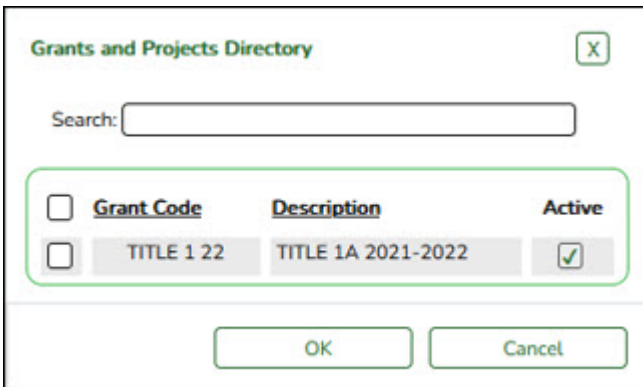 Grants and Projects Directory X
Search:
Grant Code Description Active
TITLE 1 22 TITLE 1A 2021-2022
OK Cancel